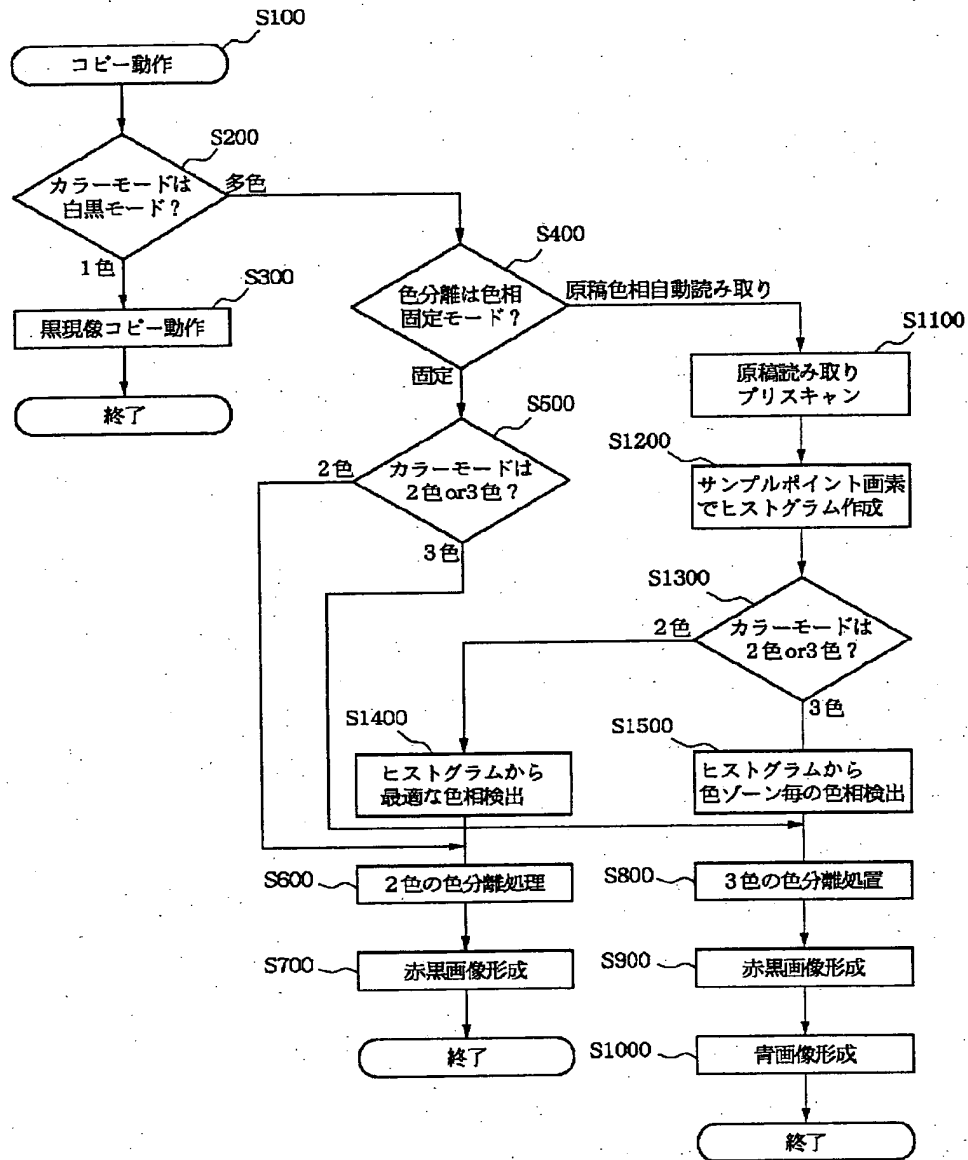 S100
コピー動作
S200
カラーモードは
白黒モード？
多色
1色
S300
黒現像コピー動作
終了
S400
色分離は色相
固定モード？
原稿色相自動読み取り
固定
S500
カラーモードは
2色or3色？
2色
3色
S1100
原稿読み取り
プリスキャン
S1200
サンプルポイント画素
でヒストグラム作成
S1300
カラーモードは
2色or3色？
2色
3色
S1400
ヒストグラムから
最適な色相検出
S1500
ヒストグラムから
色ゾーン毎の色相検出
S600
2色の色分離処理
S700
赤黒画像形成
終了
S800
3色の色分離処置
S900
赤黒画像形成
S1000
青画像形成
終了